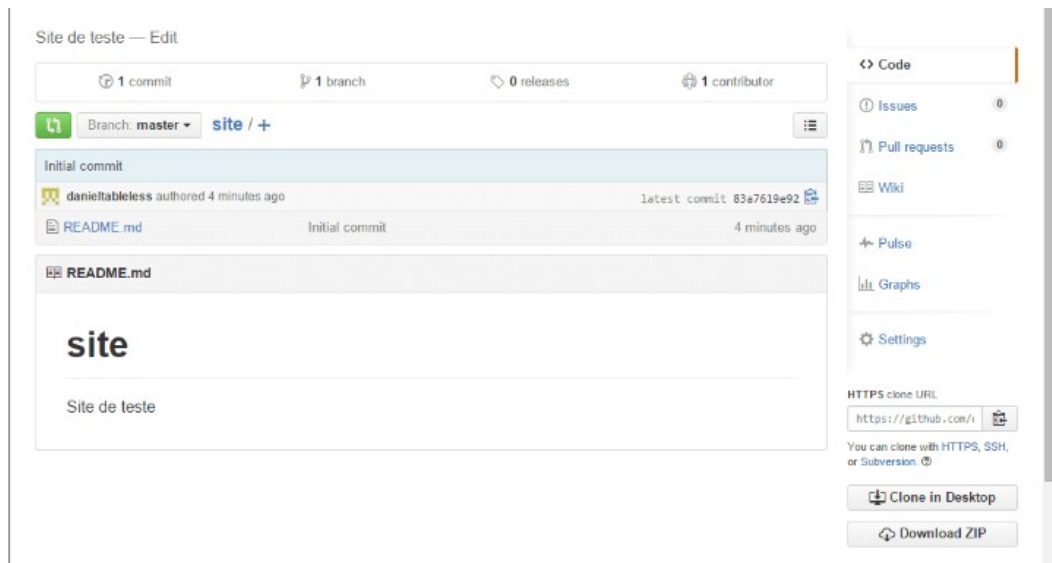 Site de teste — Edit
1 commit
1 branch
0 releases
1 contributor
Branch: master
site / +
Initial commit
danieltableless authored 4 minutes ago
latest commit 83a7619e92
README.md Initial commit 4 minutes ago
README.md
site
Site de teste
<> Code
Issues 0
Pull requests 0
Wiki
Pulse
Graphs
Settings
HTTPS clone URL
https://github.com/
You can clone with HTTPS, SSH,
or Subversion.
Clone in Desktop
Download ZIP